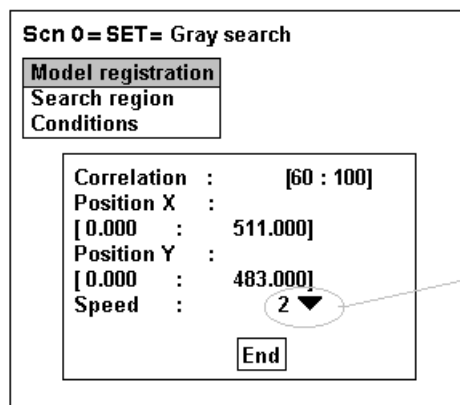 Scn 0=SET= Gray search
Model registration
Search region
Conditions
Correlation : [60 : 100]
Position X :
[ 0.000 : 511.000]
Position Y :
[ 0.000 : 483.000]
Speed : 2 ▼
End